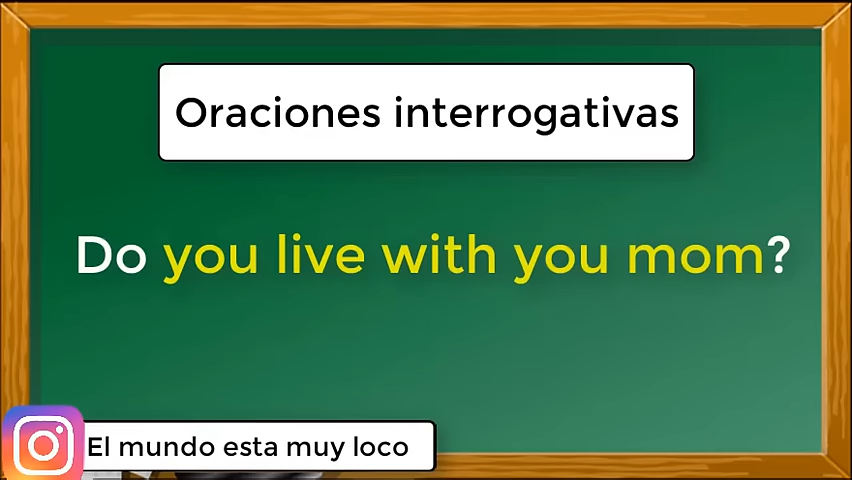 Oraciones interrogativas
Do you live with you mom?
El mundo esta muy loco